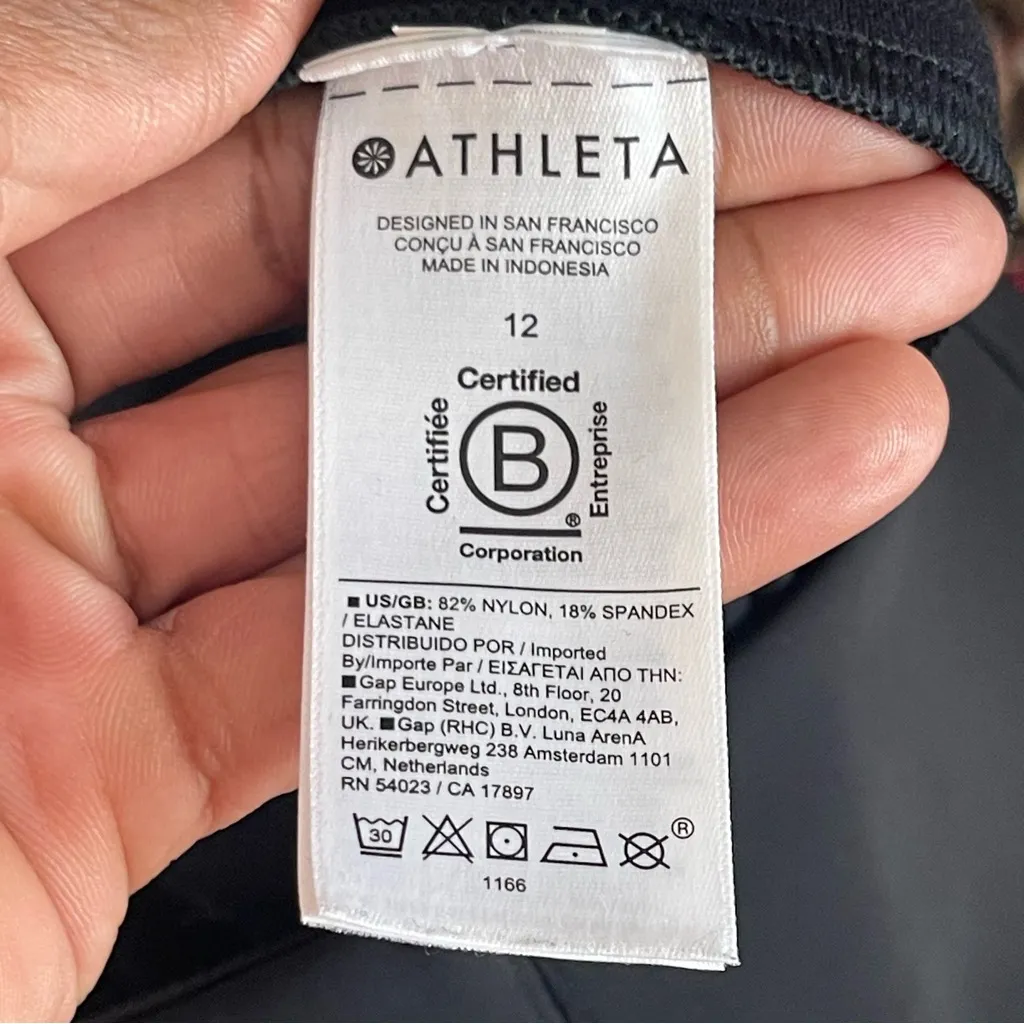 ATHLETA
DESIGNED IN SAN FRANCISCO
CONÇU À SAN FRANCISCO
MADE IN INDONESIA
12
Certified
Certifiée
B
Entreprise
®
Corporation
■ US/GB: 82% NYLON, 18% SPANDEX
/ ELASTANE
DISTRIBUIDO POR / Imported
By/Importe Par / ΕΙΣΑΓΕΤΑΙ ΑΠΟ ΤΗΝ:
■ Gap Europe Ltd., 8th Floor, 20
Farringdon Street, London, EC4A 4AB,
UK. ■ Gap (RHC) B.V. Luna ArenA
Herikerbergweg 238 Amsterdam 1101
CM, Netherlands
RN 54023 / CA 17897
30 ®
1166